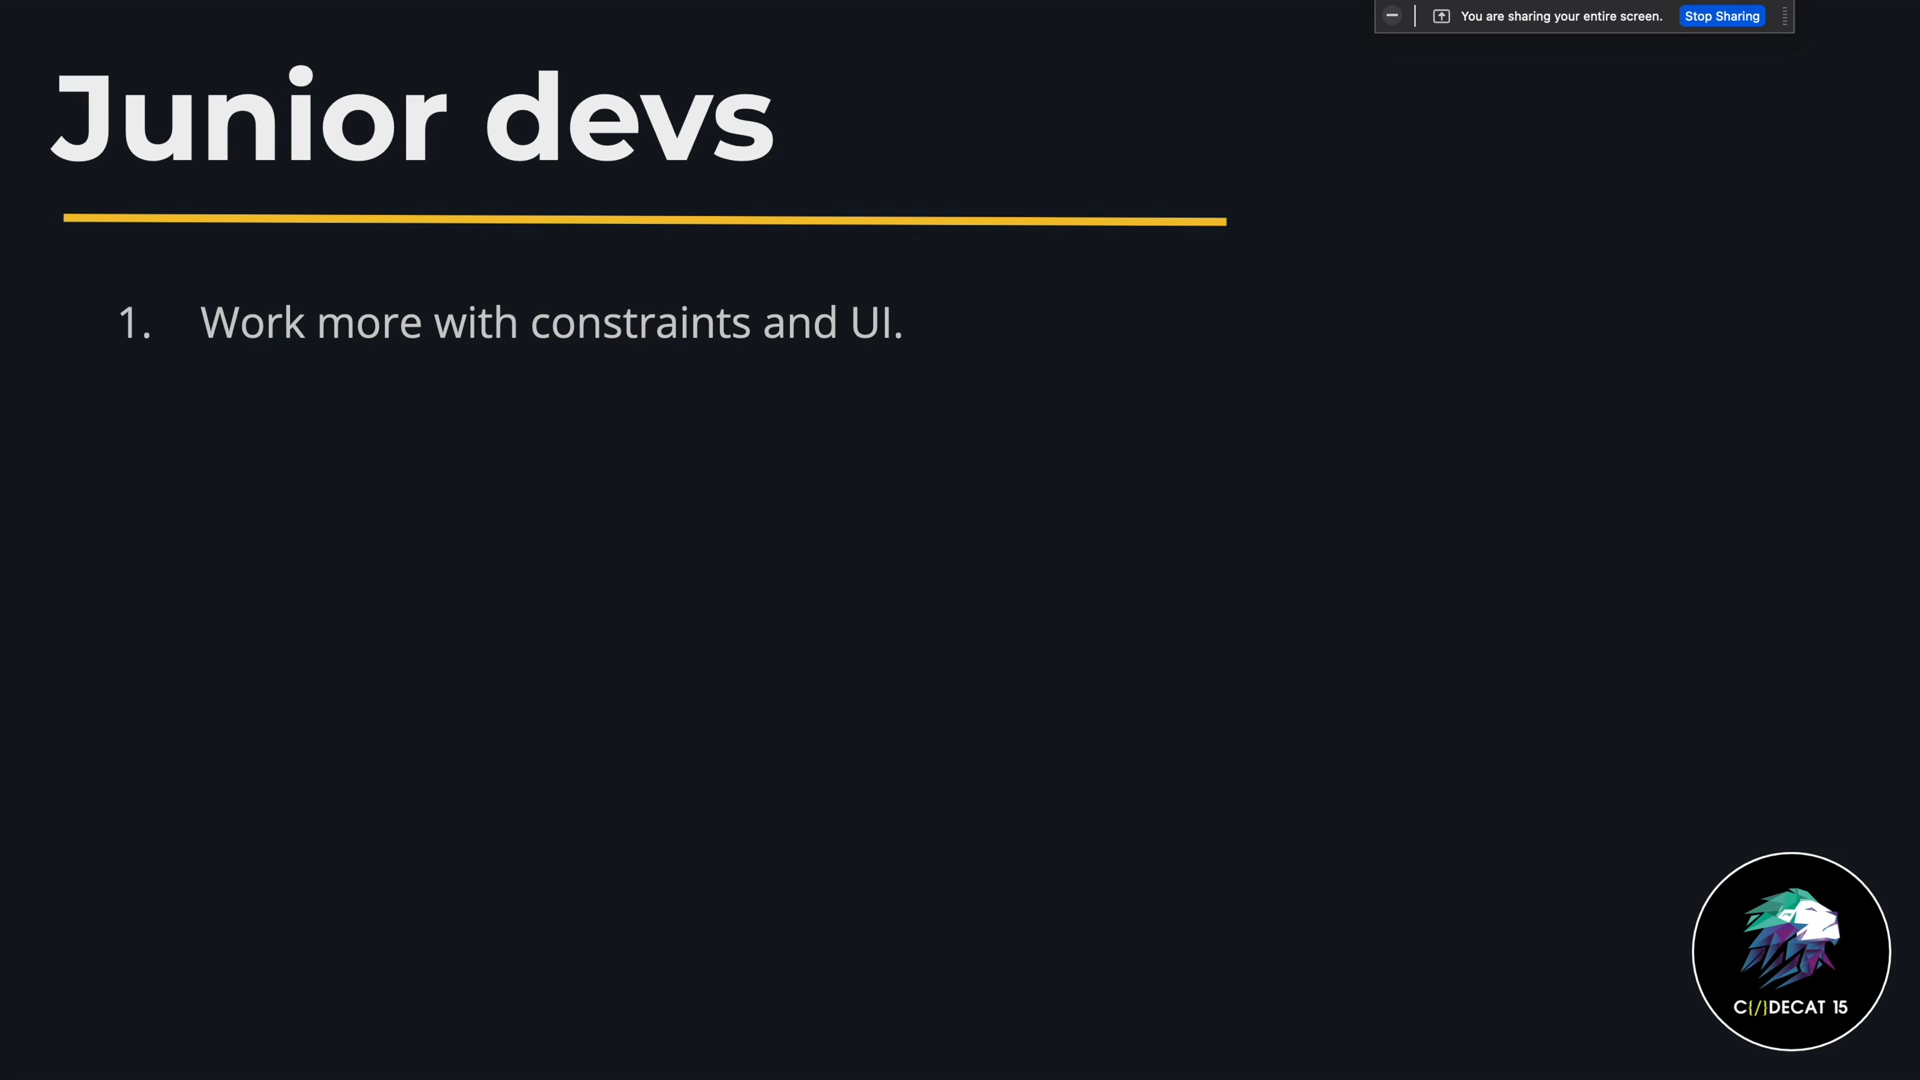 You are sharing your entire screen. Stop Sharing
Junior devs
1. Work more with constraints and UI.
C{/}DECAT 15